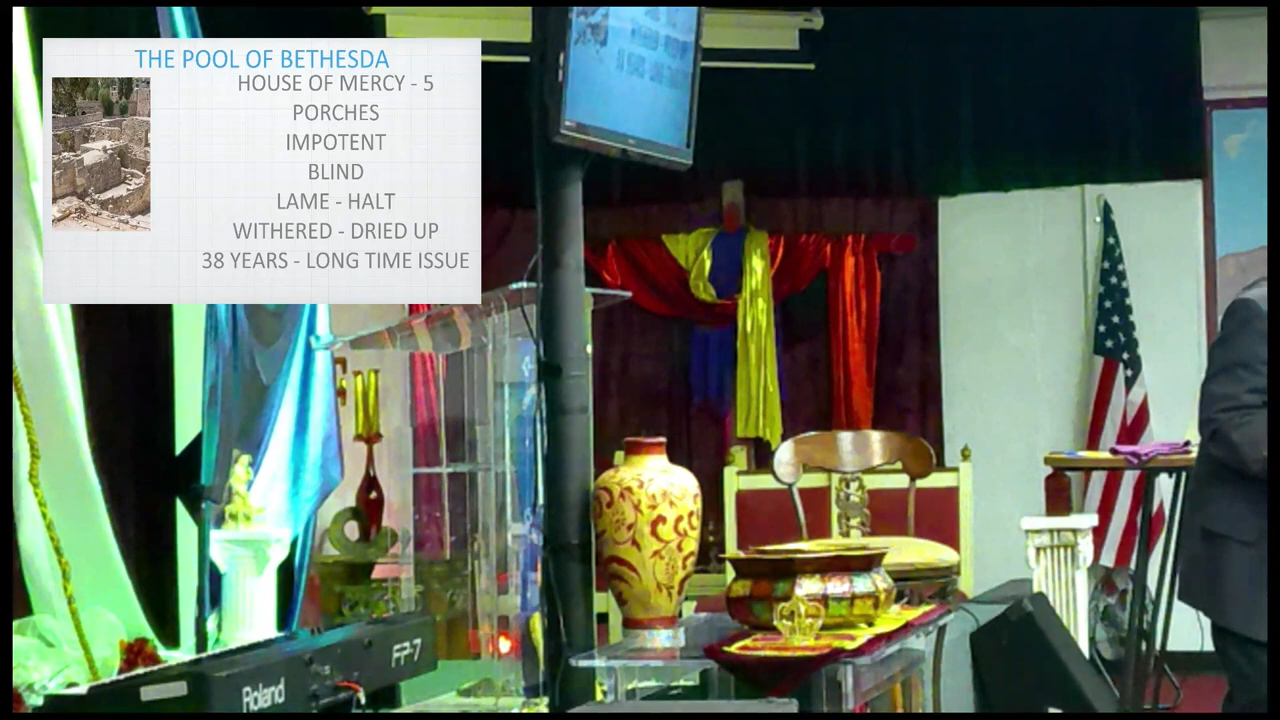 THE POOL OF BETHESDA
HOUSE OF MERCY - 5
PORCHES
IMPOTENT
BLIND
LAME - HALT
WITHERED - DRIED UP
38 YEARS - LONG TIME ISSUE
FP-7
Roland